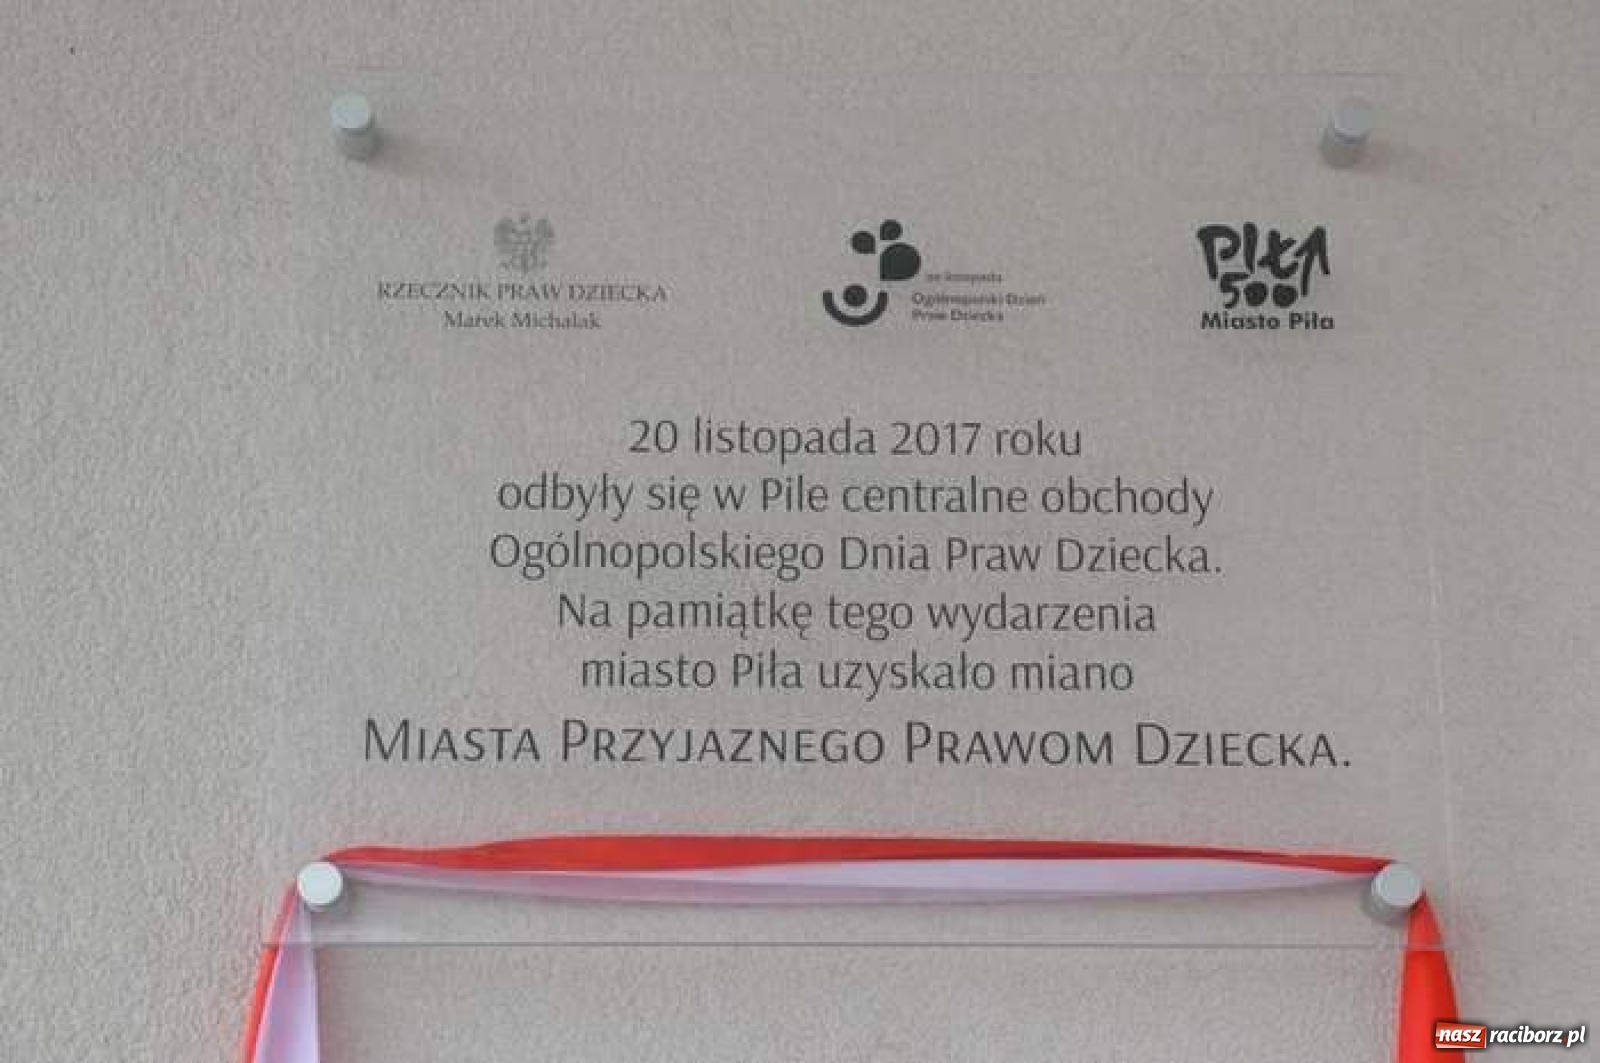 RZECZNIK PRAW DZIECKA
Marek Michalak
20 listopada
Ogólnopolski Dzień
Praw Dziecka
PIŁA
500
Miasto Piła
20 listopada 2017 roku
odbyły się w Pile centralne obchody
Ogólnopolskiego Dnia Praw Dziecka.
Na pamiątkę tego wydarzenia
miasto Piła uzyskało miano
MIASTA PRZYJAZNEGO PRAWOM DZIECKA.
nasz raciborz.pl